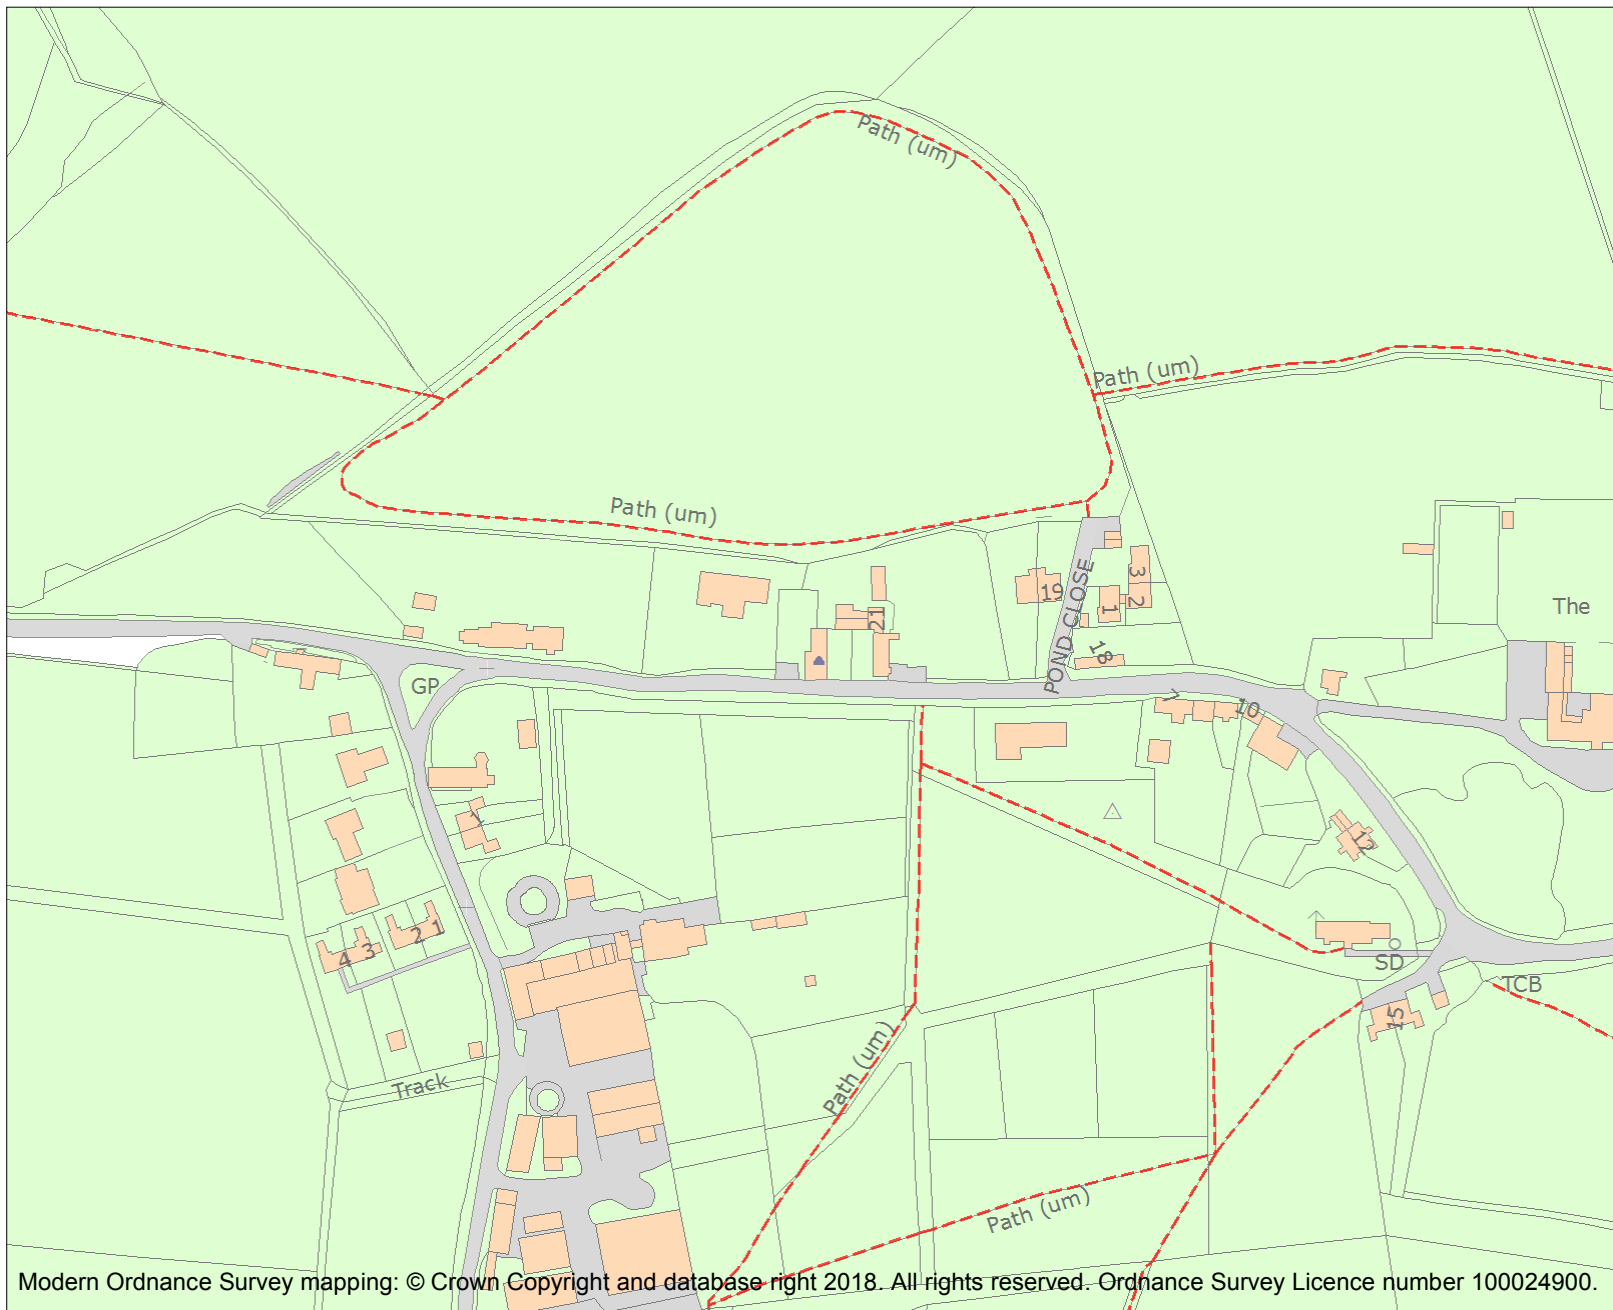 Path (um)
Path (um)
Path (um)
19
POND CLOSE
3
2
1
18
21
The
GP
7
10
1
12
2 1
4 3
SD
TCB
15
Path (um)
Track
Path (um)
Modern Ordnance Survey mapping: © Crown Copyright and database right 2018. All rights reserved. Ordnance Survey Licence number 100024900.